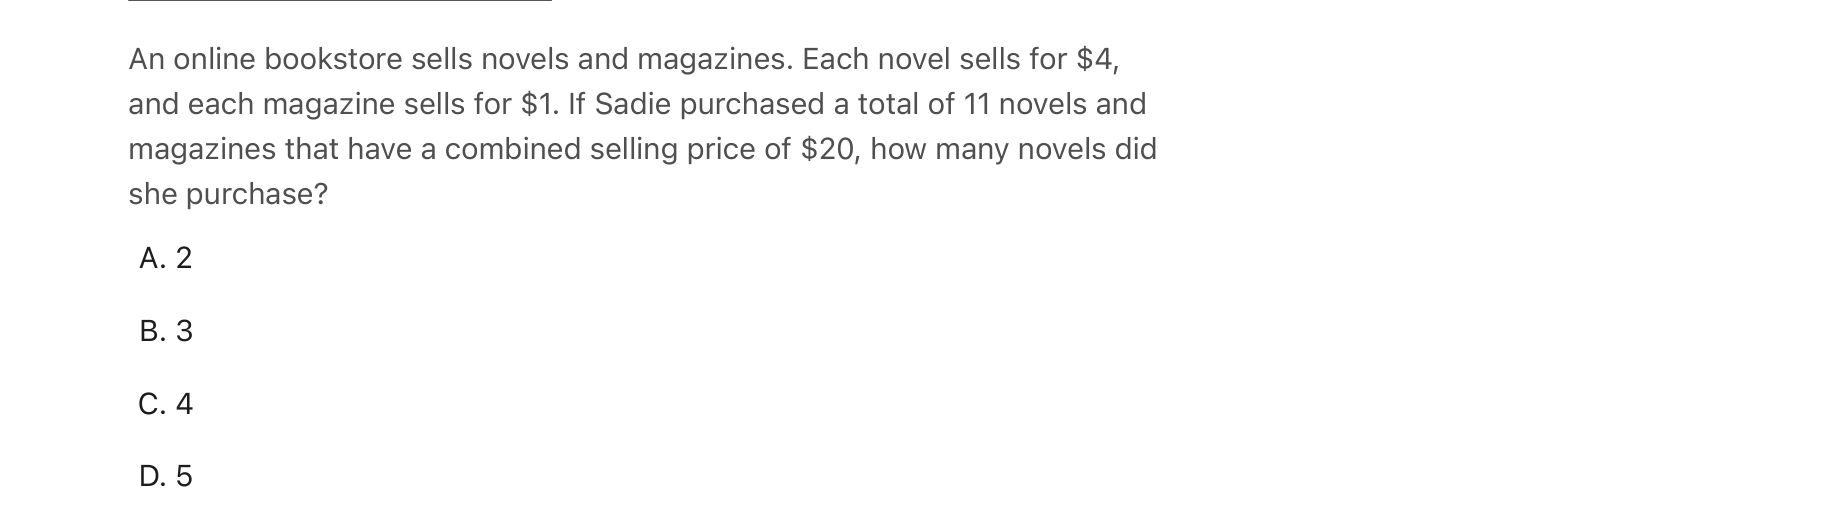 An online bookstore sells novels and magazines. Each novel sells for $4,
and each magazine sells for $1. If Sadie purchased a total of 11 novels and
magazines that have a combined selling price of $20, how many novels did
she purchase?
A. 2
B. 3
C. 4
D. 5